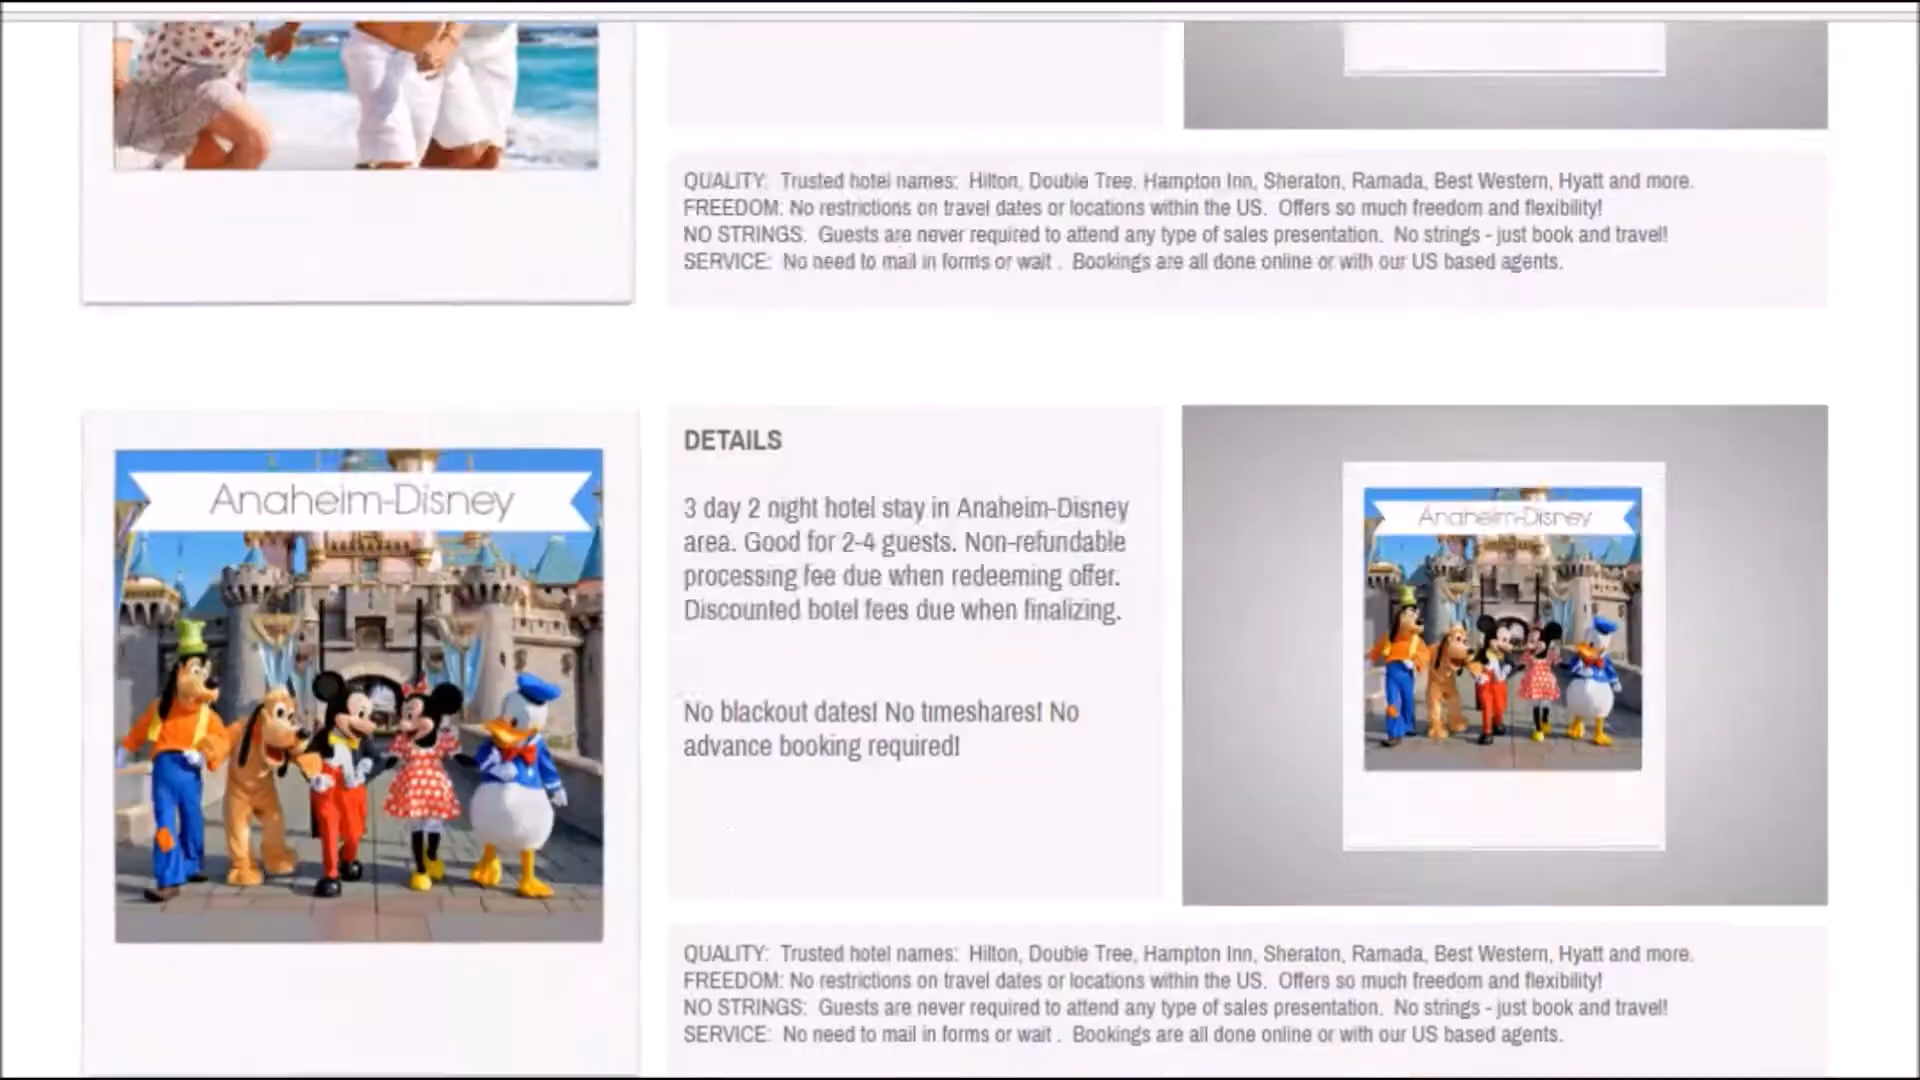 QUALITY: Trusted hotel names: Hilton, Double Tree, Hampton Inn, Sheraton, Ramada, Best Western, Hyatt and more.
FREEDOM: No restrictions on travel dates or locations within the US. Offers so much freedom and flexibility!
NO STRINGS: Guests are never required to attend any type of sales presentation. No strings - just book and travel!
SERVICE: No need to mail in forms or wait . Bookings are all done online or with our US based agents.
Anaheim-Disney
DETAILS
3 day 2 night hotel stay in Anaheim-Disney
area. Good for 2-4 guests. Non-refundable
processing fee due when redeeming offer.
Discounted hotel fees due when finalizing.
No blackout dates! No timeshares! No
advance booking required!
Anaheim-Disney
QUALITY: Trusted hotel names: Hilton, Double Tree, Hampton Inn, Sheraton, Ramada, Best Western, Hyatt and more.
FREEDOM: No restrictions on travel dates or locations within the US. Offers so much freedom and flexibility!
NO STRINGS: Guests are never required to attend any type of sales presentation. No strings - just book and travel!
SERVICE: No need to mail in forms or wait . Bookings are all done online or with our US based agents.